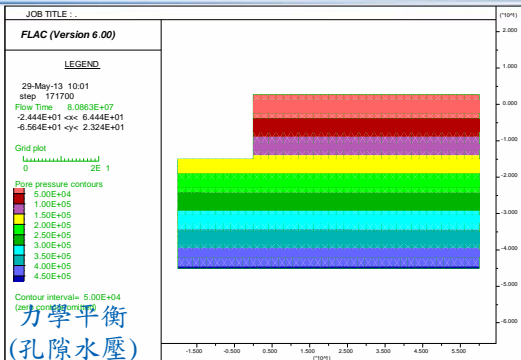 JOB TITLE : .
(*10^1)
FLAC (Version 6.00)
LEGEND
29-May-13 10:01
step 171700
Flow Time 8.0863E+07
-2.444E+01 <x< 6.444E+01
-6.564E+01 <y< 2.324E+01
Grid plot
0 2E 1
Pore pressure contours
5.00E+04
1.00E+05
1.50E+05
2.00E+05
2.50E+05
3.00E+05
3.50E+05
4.00E+05
4.50E+05
Contour interval= 5.00E+04
(zero contour omitted)
力學平衡
(孔隙水壓)
2.000
1.000
0.000
-1.000
-2.000
-3.000
-4.000
-5.000
-6.000
-1.500 -0.500 0.500 1.500 2.500 3.500 4.500 5.500
(*10^1)